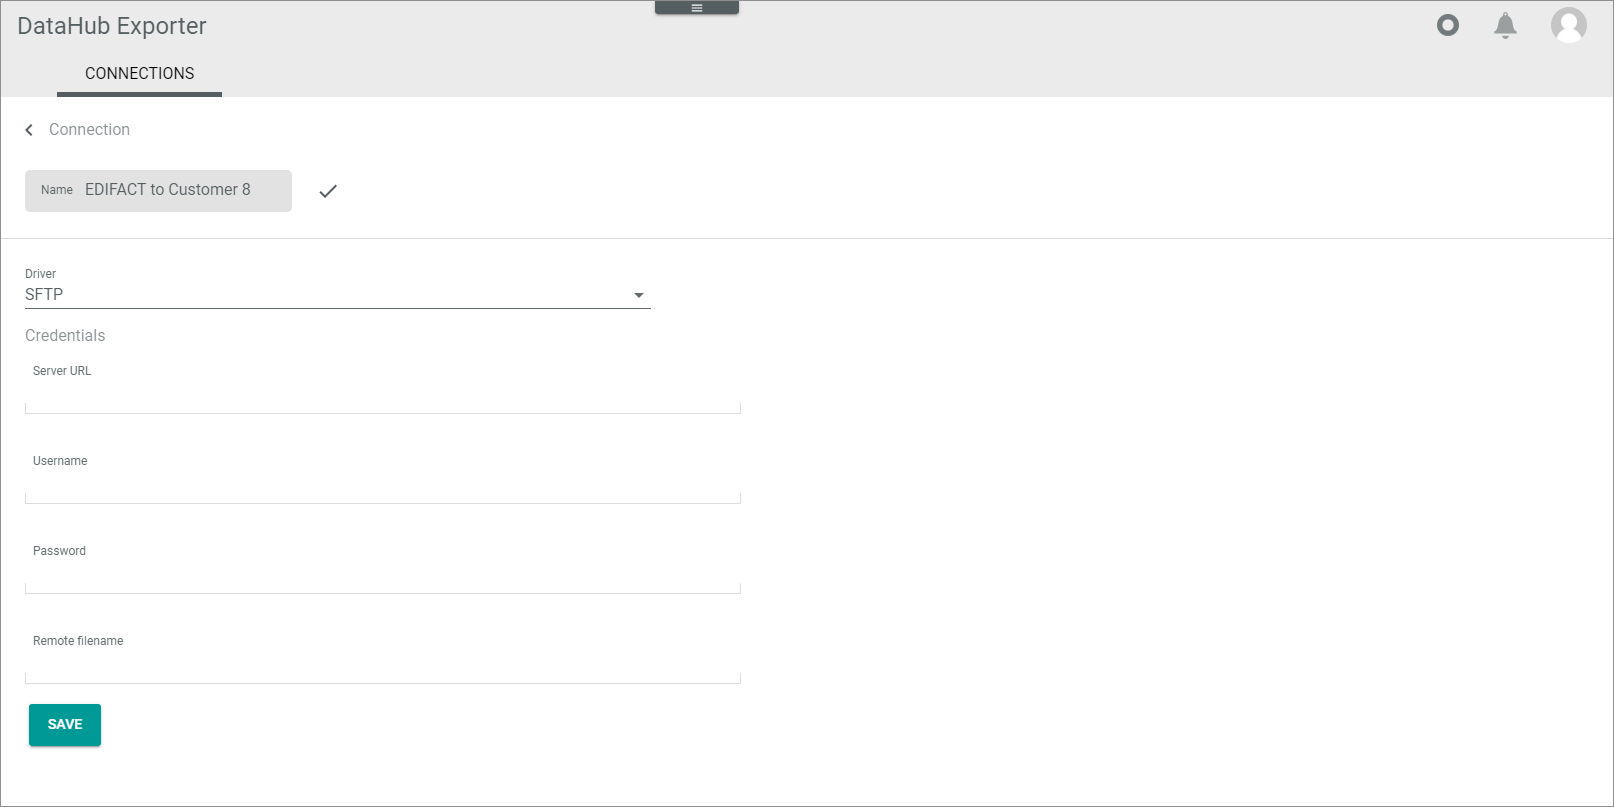 DataHub Exporter
CONNECTIONS
Connection
Name EDIFACT to Customer 8
Driver
SFTP
Credentials
Server URL
Username
Password
Remote filename
SAVE